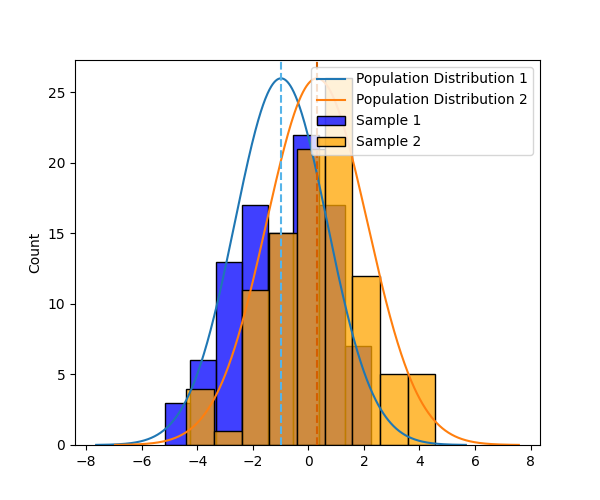 Population Distribution 1
Population Distribution 2
Sample 1
Sample 2
Count
25
20
15
10
5
0
−8 −6 −4 −2 0 2 4 6 8